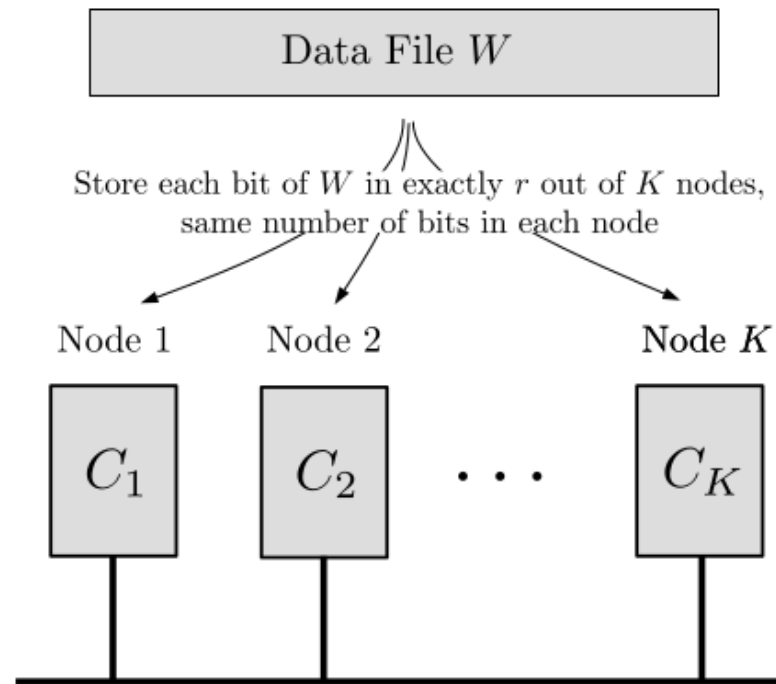 Data File W
Store each bit of W in exactly r out of K nodes,
same number of bits in each node
Node 1 Node 2 Node K
C₁ C₂ · · · C_K